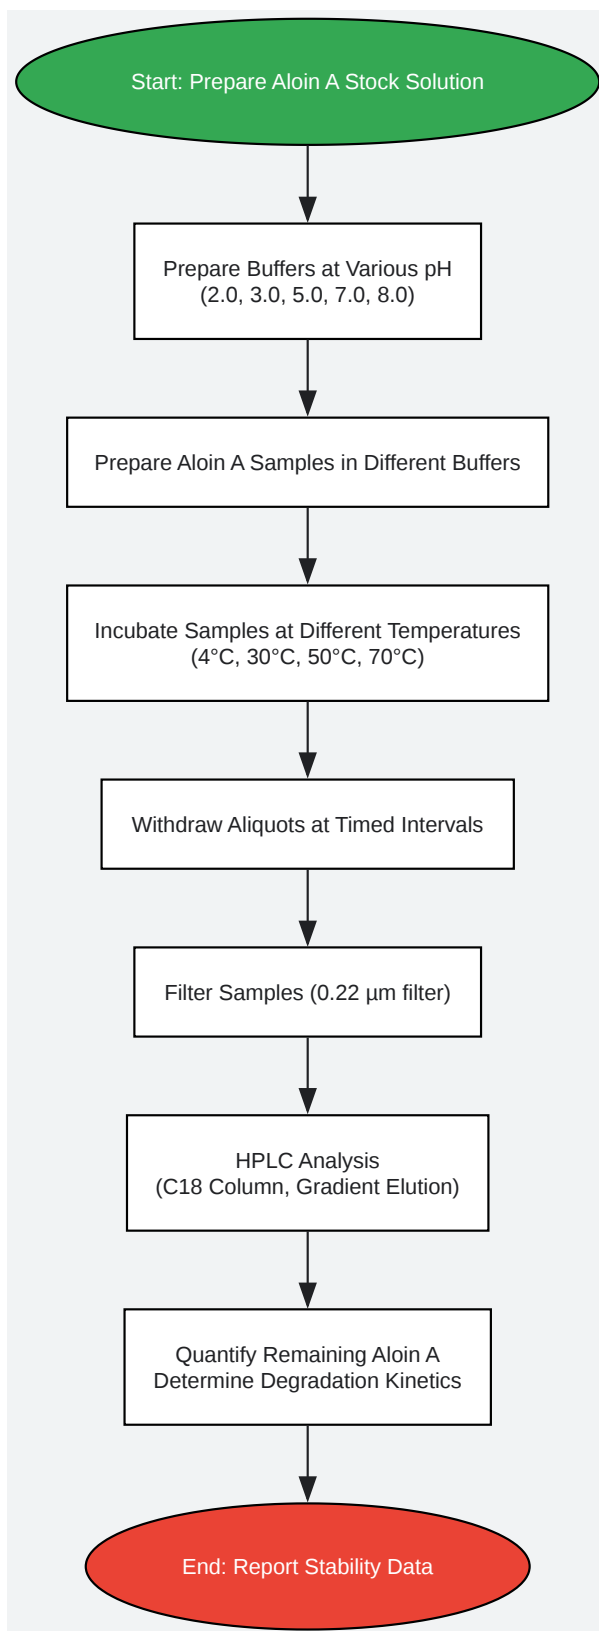 Start: Prepare Aloin A Stock Solution
Prepare Buffers at Various pH
(2.0, 3.0, 5.0, 7.0, 8.0)
Prepare Aloin A Samples in Different Buffers
Incubate Samples at Different Temperatures
(4°C, 30°C, 50°C, 70°C)
Withdraw Aliquots at Timed Intervals
Filter Samples (0.22 µm filter)
HPLC Analysis
(C18 Column, Gradient Elution)
Quantify Remaining Aloin A
Determine Degradation Kinetics
End: Report Stability Data